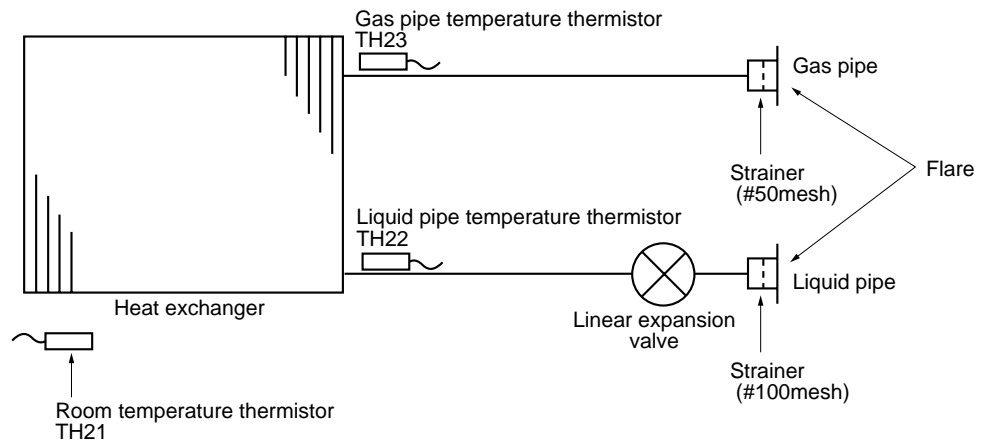 Gas pipe temperature thermistor
TH23
Gas pipe
Strainer
(#50mesh)
Flare
Liquid pipe temperature thermistor
TH22
Liquid pipe
Heat exchanger
Linear expansion
valve
Strainer
(#100mesh)
Room temperature thermistor
TH21